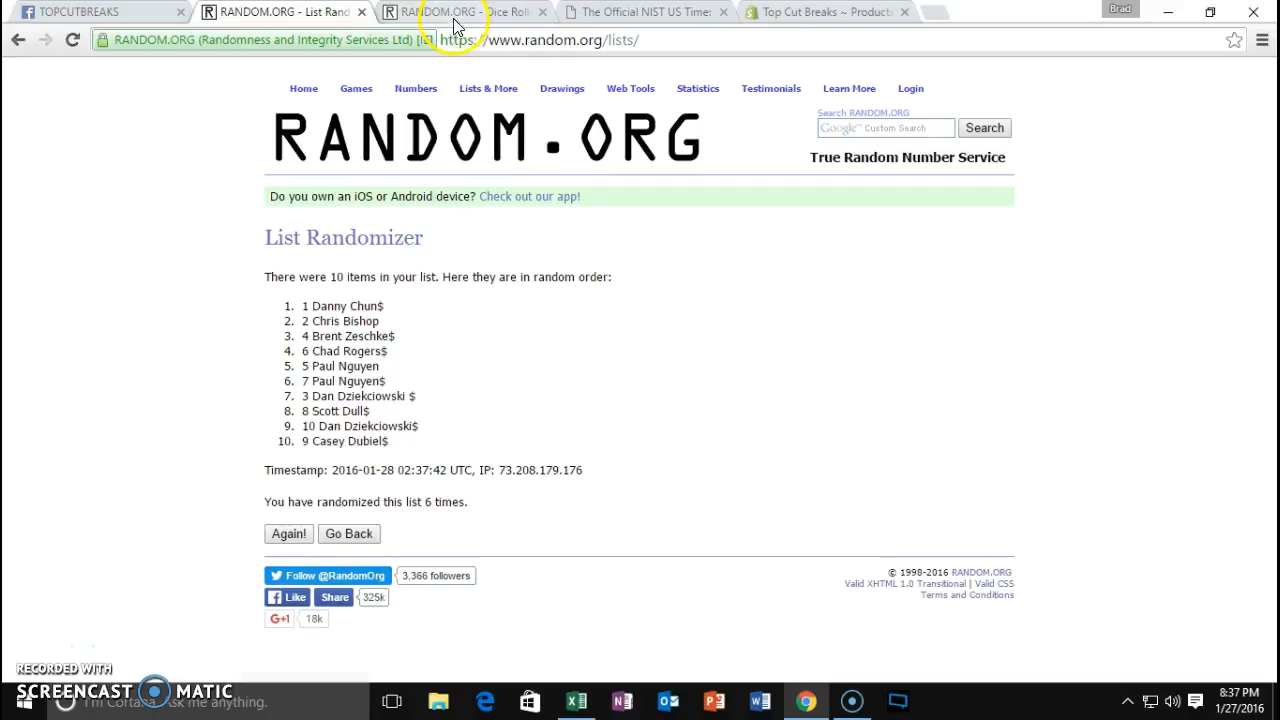 Brad
TOPCUTBREAKS
RANDOM.ORG - List Rand
RANDOM.ORG - Dice Roll
The Official NIST US Time:
Top Cut Breaks ~ Products
RANDOM.ORG (Randomness and Integrity Services Ltd) [IE]
https://www.random.org/lists/
Home Games Numbers Lists & More Drawings Web Tools Statistics Testimonials Learn More Login
RANDOM.ORG
Search RANDOM.ORG
Google™ Custom Search
Search
True Random Number Service
Do you own an iOS or Android device? Check out our app!
List Randomizer
There were 10 items in your list. Here they are in random order:
1. 1 Danny Chun$
2. 2 Chris Bishop
3. 4 Brent Zeschke$
4. 6 Chad Rogers$
5. 5 Paul Nguyen
6. 7 Paul Nguyen$
7. 3 Dan Dziekciowski $
8. 8 Scott Dull$
9. 10 Dan Dziekciowski$
10. 9 Casey Dubiel$
Timestamp: 2016-01-28 02:37:42 UTC, IP: 73.208.179.176
You have randomized this list 6 times.
Again! Go Back
Follow @RandomOrg 3,366 followers
Like Share 325k
G+1 18k
© 1998-2016 RANDOM.ORG
Valid XHTML 1.0 Transitional | Valid CSS
Terms and Conditions
RECORDED WITH
SCREENCAST MATIC
I'm Cortana. Ask me anything.
8:37 PM
1/27/2016